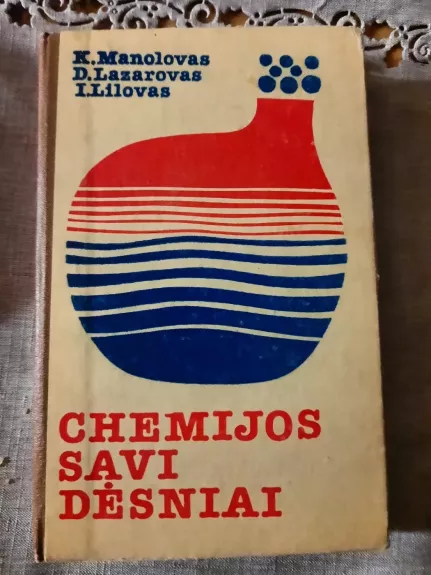 K.Manolovas
D.Lazarovas
I.Lilovas
CHEMIJOS
SAVI
DĖSNIAI